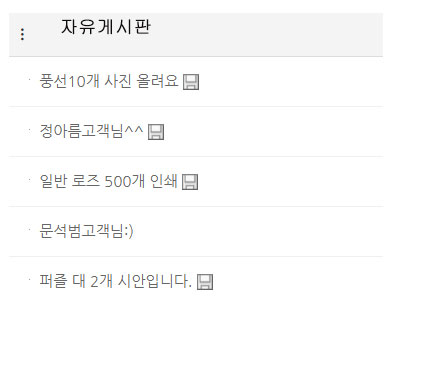 자유게시판
풍선10개 사진 올려요
정아름고객님^^
일반 로즈 500개 인쇄
문석범고객님:)
퍼즐 대 2개 시안입니다.